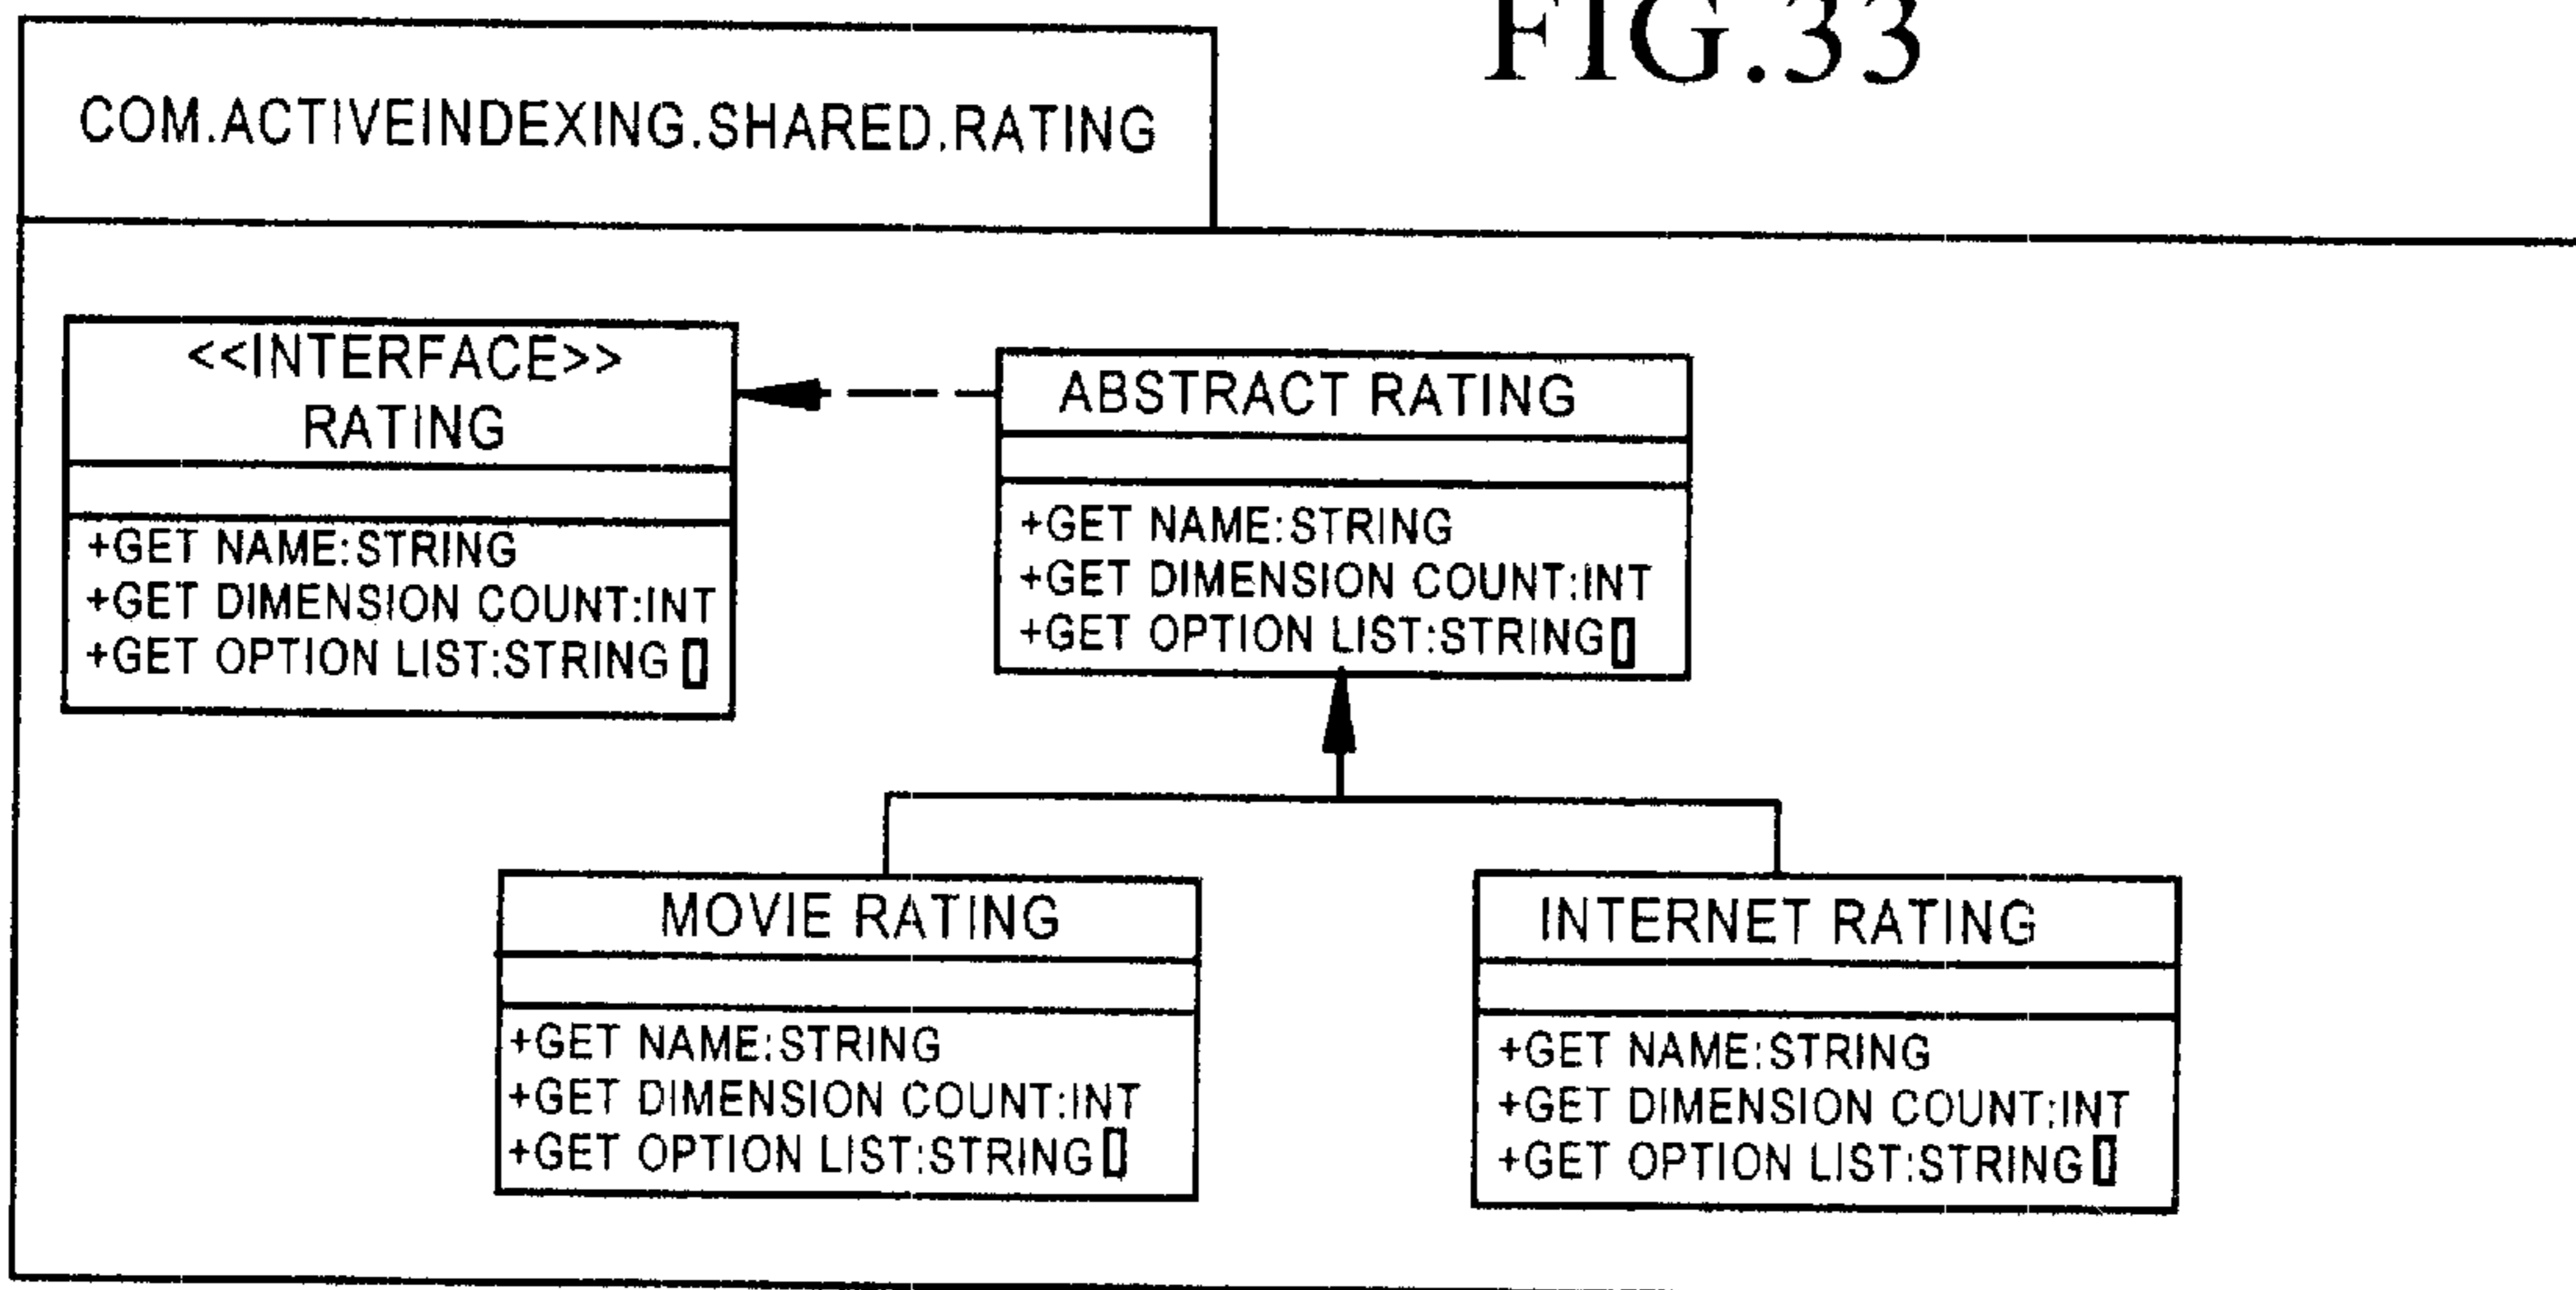 FIG.33
COM.ACTIVEINDEXING.SHARED.RATING
<<INTERFACE>>
RATING
+GET NAME:STRING
+GET DIMENSION COUNT:INT
+GET OPTION LIST:STRING []
ABSTRACT RATING
+GET NAME:STRING
+GET DIMENSION COUNT:INT
+GET OPTION LIST:STRING[]
MOVIE RATING
+GET NAME:STRING
+GET DIMENSION COUNT:INT
+GET OPTION LIST:STRING[]
INTERNET RATING
+GET NAME:STRING
+GET DIMENSION COUNT:INT
+GET OPTION LIST:STRING[]